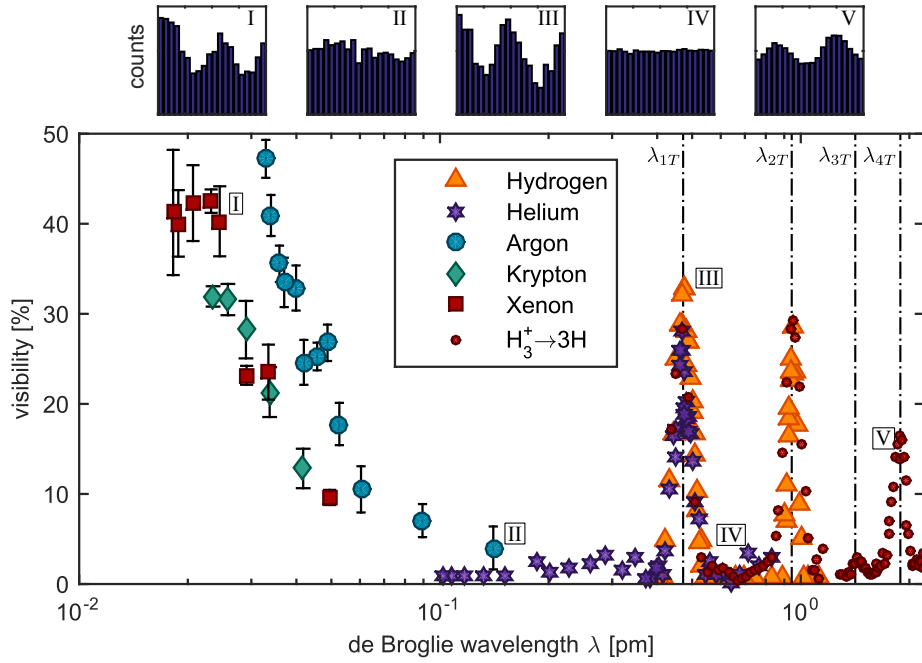 I
II
III
IV
V
counts
50
40
30
20
10
0
visibility [%]
λ1T
λ2T
λ3T
λ4T
Hydrogen
Helium
Argon
Krypton
Xenon
H₃⁺→3H
I
II
III
IV
V
10⁻²
10⁻¹
10⁰
de Broglie wavelength λ [pm]